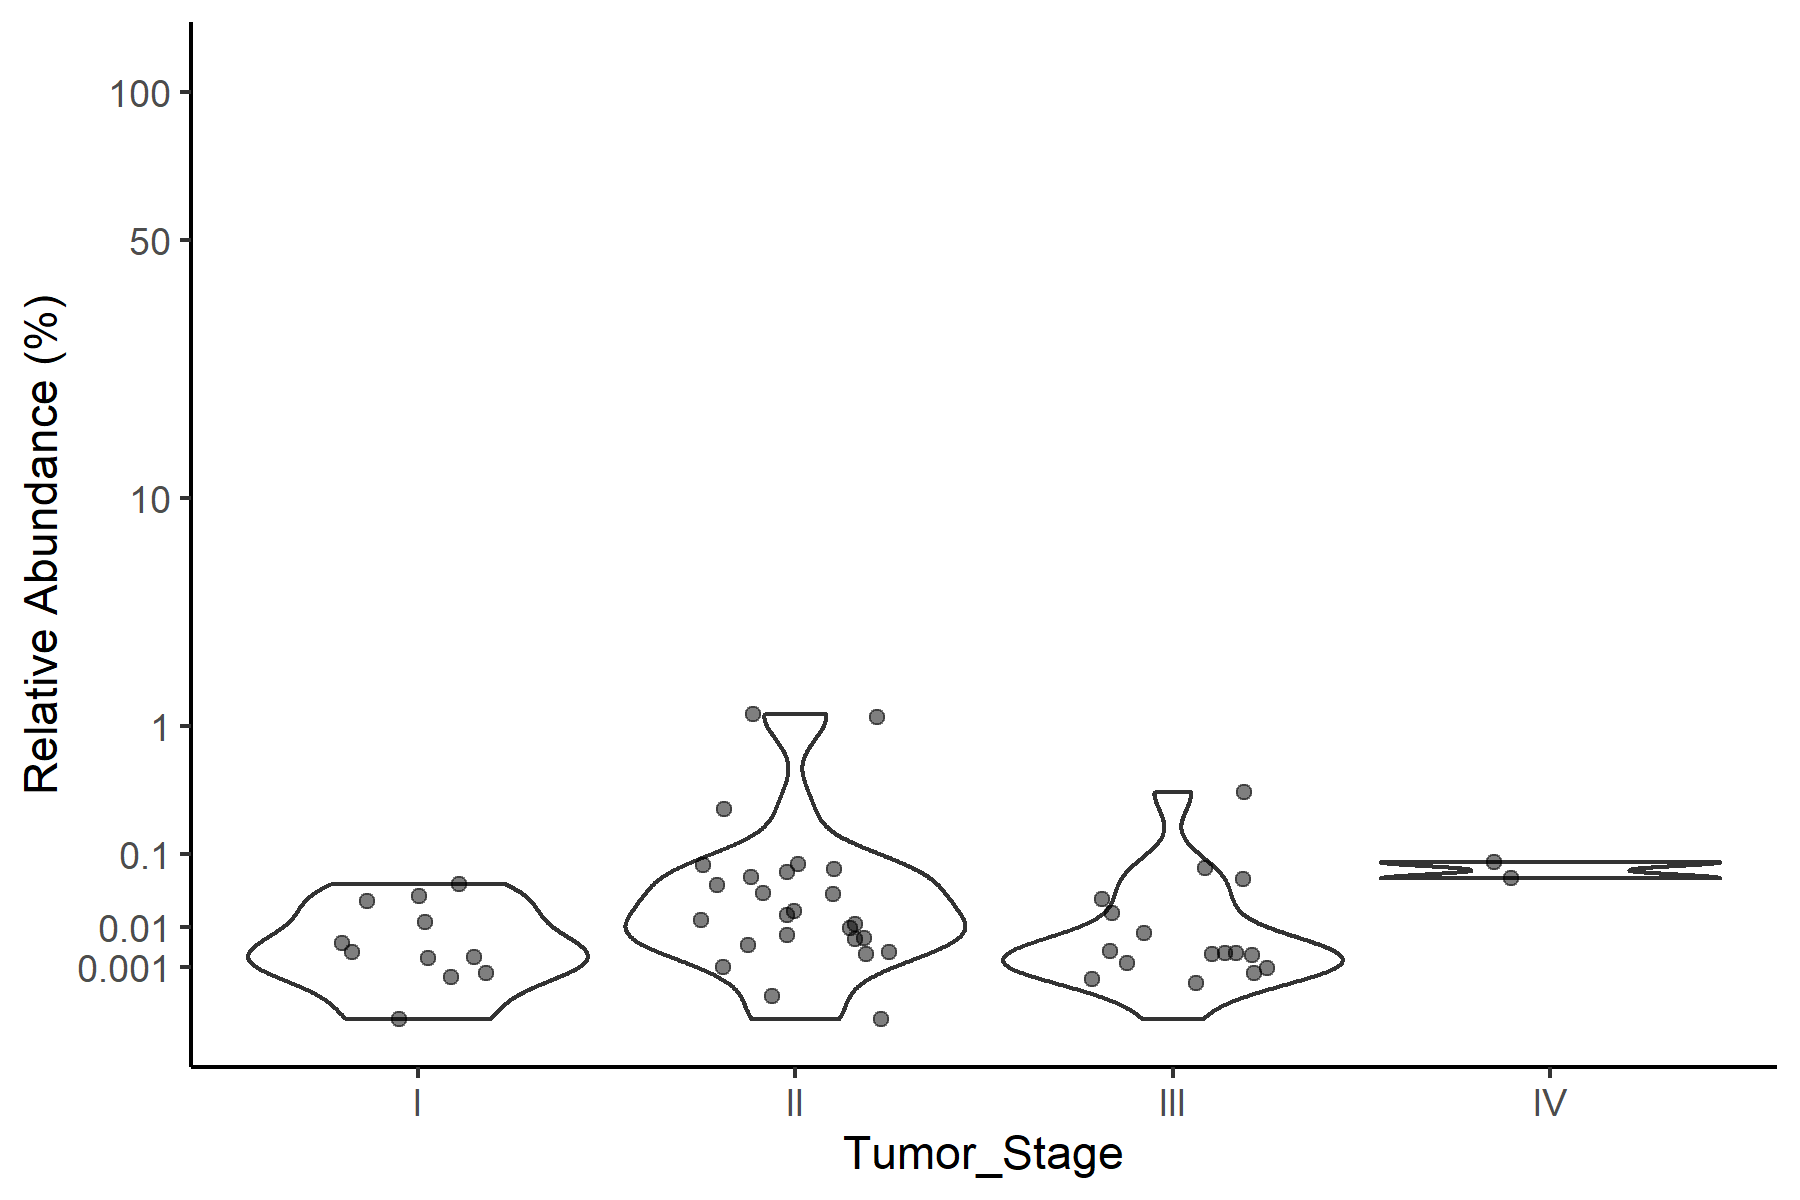 Relative Abundance (%)
100
50
10
1
0.1
0.01
0.001
I
II
III
IV
Tumor_Stage